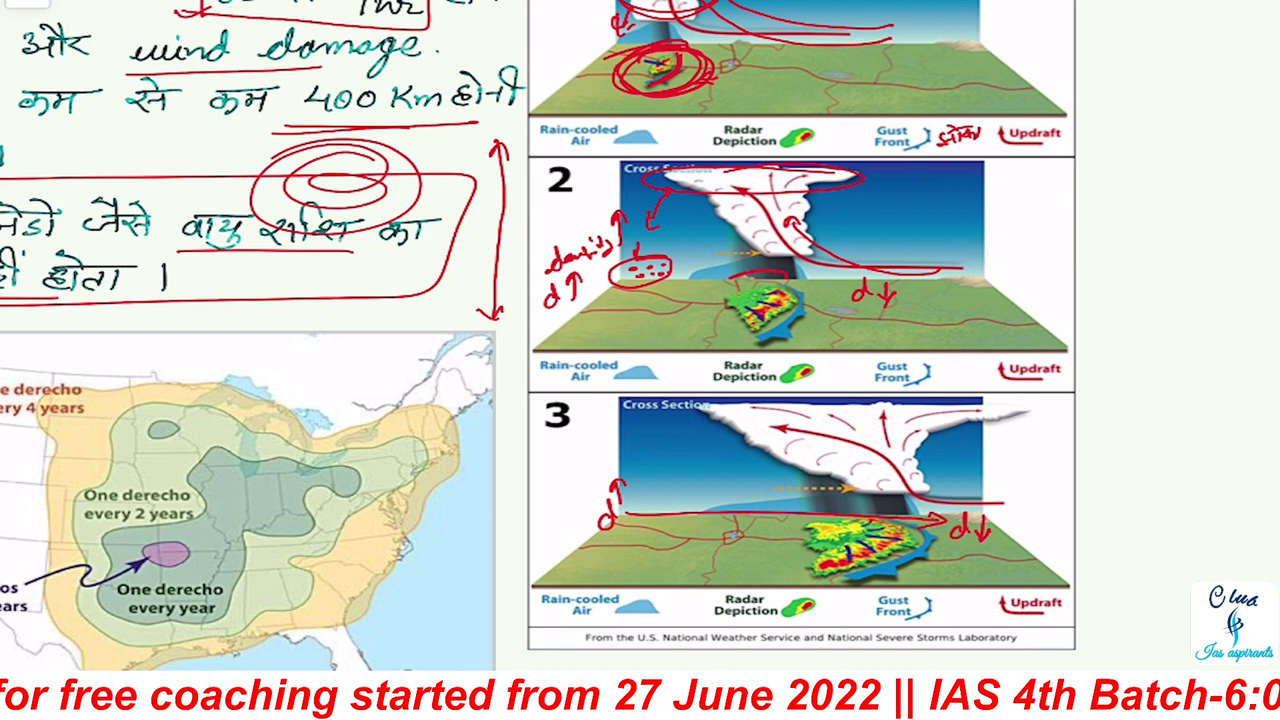 और wind damage.
कम से कम 400 Km होनी
जैसे वायु राशि का
होता ।
e derecho
ery 4 years
One derecho
every 2 years
One derecho
every year
os
ears
Rain-cooled Air
Radar Depiction
Gust Front
Updraft
2
Cross Section
density ↑
d ↑
d ↓
Rain-cooled Air
Radar Depiction
Gust Front
Updraft
3
Cross Section
d ↑
d ↓
Rain-cooled Air
Radar Depiction
Gust Front
Updraft
From the U.S. National Weather Service and National Severe Storms Laboratory
Ias aspirants
for free coaching started from 27 June 2022 || IAS 4th Batch-6:0